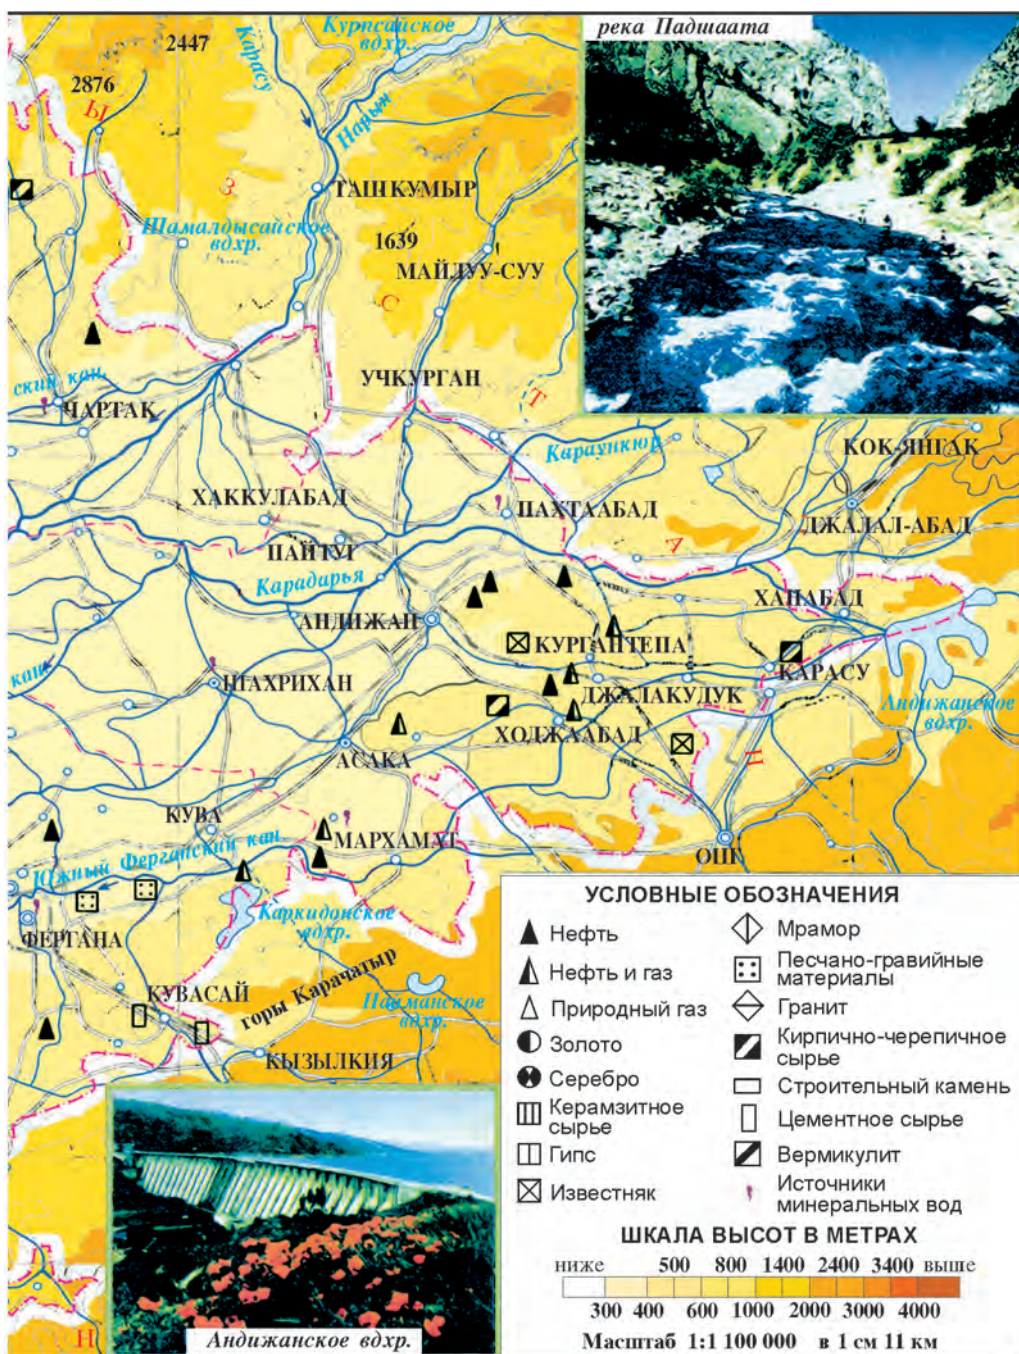 река Падшаата
Курпсайское
вдхр.
Карасу
2447
2876
Нарын
Ы
З
ТАШКУМЫР
Шамалдысайское
вдхр.
1639
МАЙЛУУ-СУУ
С
УЧКУРГАН
Т
ский кан.
ЧАРТАК
Караункюр
КОК-ЯНГАК
ХАККУЛАБАД
ПАХТААБАД
ДЖАЛАЛ-АБАД
ПАЙТУГ
А
Карадарья
ХАНАБАД
АНДИЖАН
КУРГАНТЕПА
кан.
ШАХРИХАН
КАРАСУ
ДЖАЛАКУДУК
Андижанское
вдхр.
ХОДЖААБАД
АСАКА
Н
КУВА
МАРХАМАТ
ОШ
Южный Ферганский кан.
Каркидонское
вдхр.
ФЕРГАНА
КУВАСАЙ
горы Карачатыр
Папанское
вдхр.
КЫЗЫЛКИЯ
Н
Андижанское вдхр.
УСЛОВНЫЕ ОБОЗНАЧЕНИЯ
Нефть
Нефть и газ
Природный газ
Золото
Серебро
Керамзитное
сырье
Гипс
Известняк
Мрамор
Песчано-гравийные
материалы
Гранит
Кирпично-черепичное
сырье
Строительный камень
Цементное сырье
Вермикулит
Источники
минеральных вод
ШКАЛА ВЫСОТ В МЕТРАХ
ниже 500 800 1400 2400 3400 выше
300 400 600 1000 2000 3000 4000
Масштаб 1:1 100 000 в 1 см 11 км